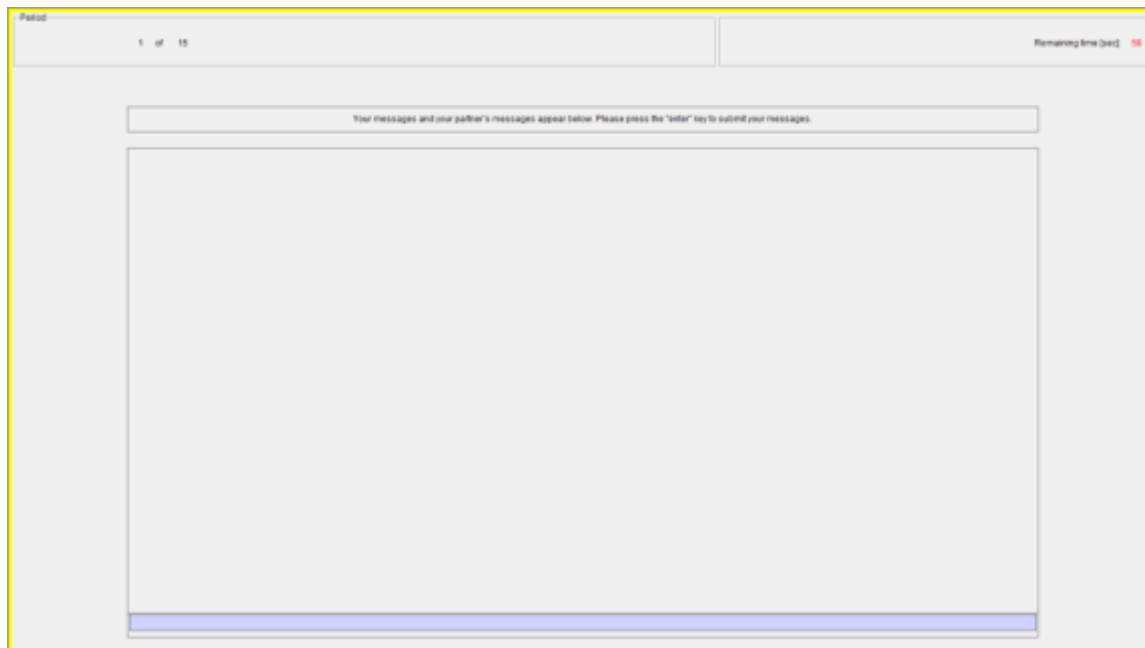 Period
1 of 15
Remaining time [sec]: 58
Your messages and your partner's messages appear below. Please press the "enter" key to submit your messages.